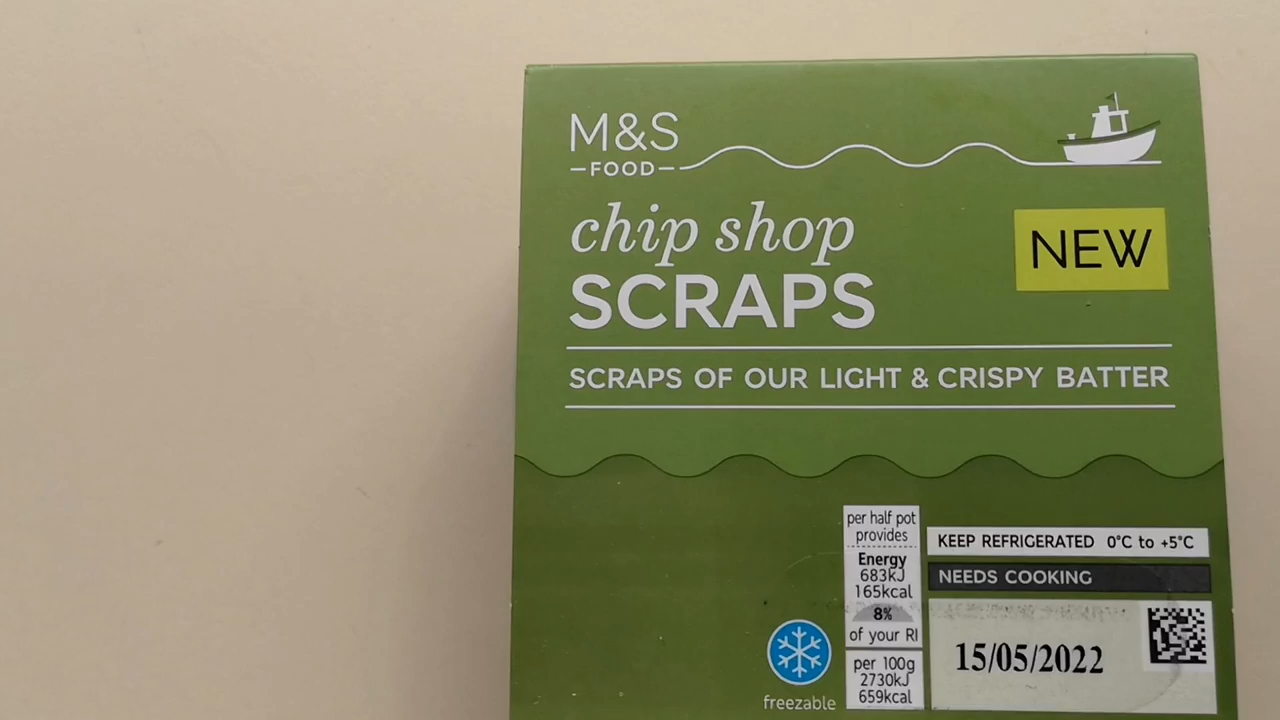 M&S
FOOD
chip shop
SCRAPS
NEW
SCRAPS OF OUR LIGHT & CRISPY BATTER
per half pot
provides
Energy
683kJ
165kcal
8%
of your RI
per 100g
2730kJ
659kcal
KEEP REFRIGERATED 0°C to +5°C
NEEDS COOKING
15/05/2022
freezable